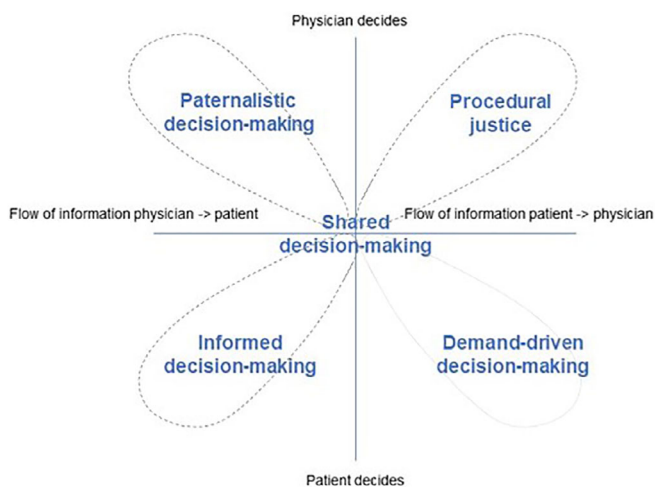 Physician decides
Paternalistic
decision-making
Procedural
justice
Flow of information physician -> patient
Flow of information patient -> physician
Shared
decision-making
Informed
decision-making
Demand-driven
decision-making
Patient decides